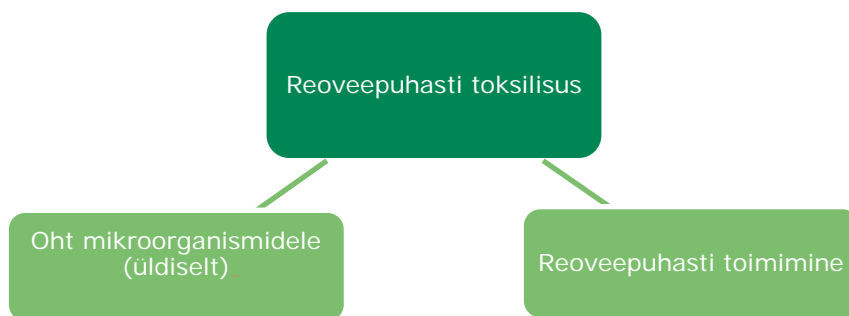 Reoveepuhasti toksilisus
Oht mikroorganismidele
(üldiselt)
Reoveepuhasti toimimine